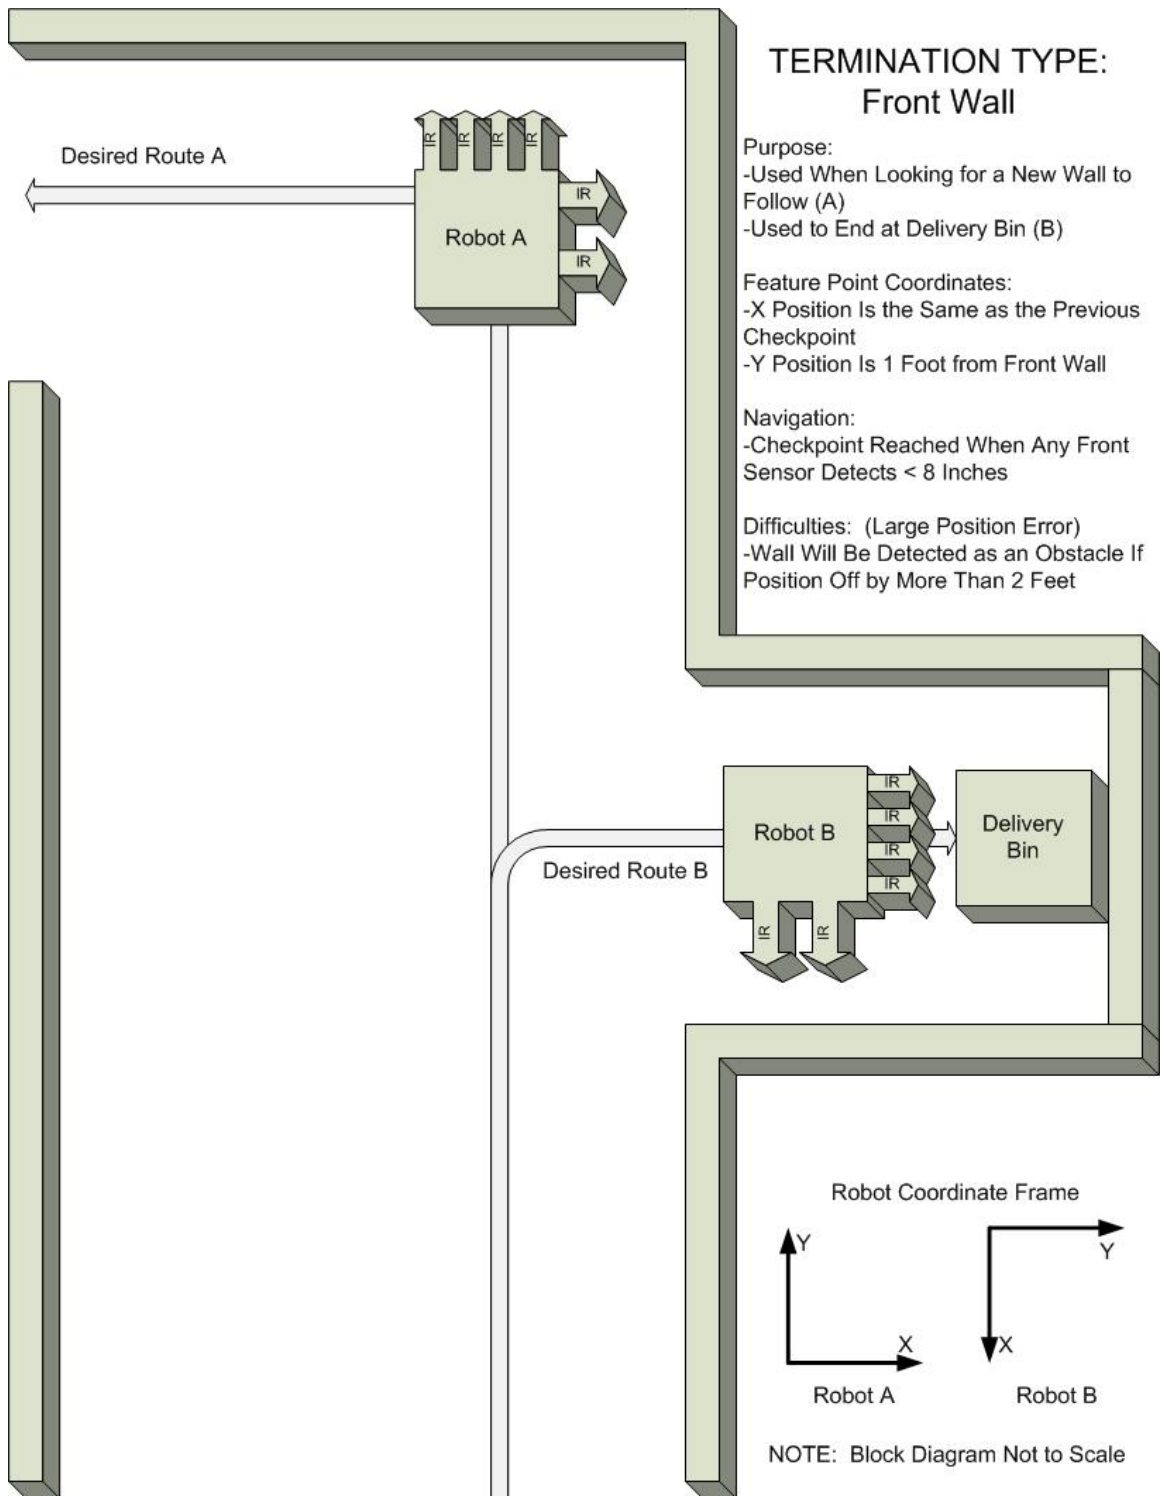 TERMINATION TYPE:
Front Wall
Purpose:
-Used When Looking for a New Wall to
Follow (A)
-Used to End at Delivery Bin (B)
Feature Point Coordinates:
-X Position Is the Same as the Previous
Checkpoint
-Y Position Is 1 Foot from Front Wall
Navigation:
-Checkpoint Reached When Any Front
Sensor Detects < 8 Inches
Difficulties:  (Large Position Error)
-Wall Will Be Detected as an Obstacle If
Position Off by More Than 2 Feet
Desired Route A
IR
IR
IR
IR
IR
Robot A
IR
Robot B
IR
IR
IR
IR
Delivery
Bin
Desired Route B
IR
IR
Robot Coordinate Frame
Y
X
Robot A
Y
X
Robot B
NOTE:  Block Diagram Not to Scale